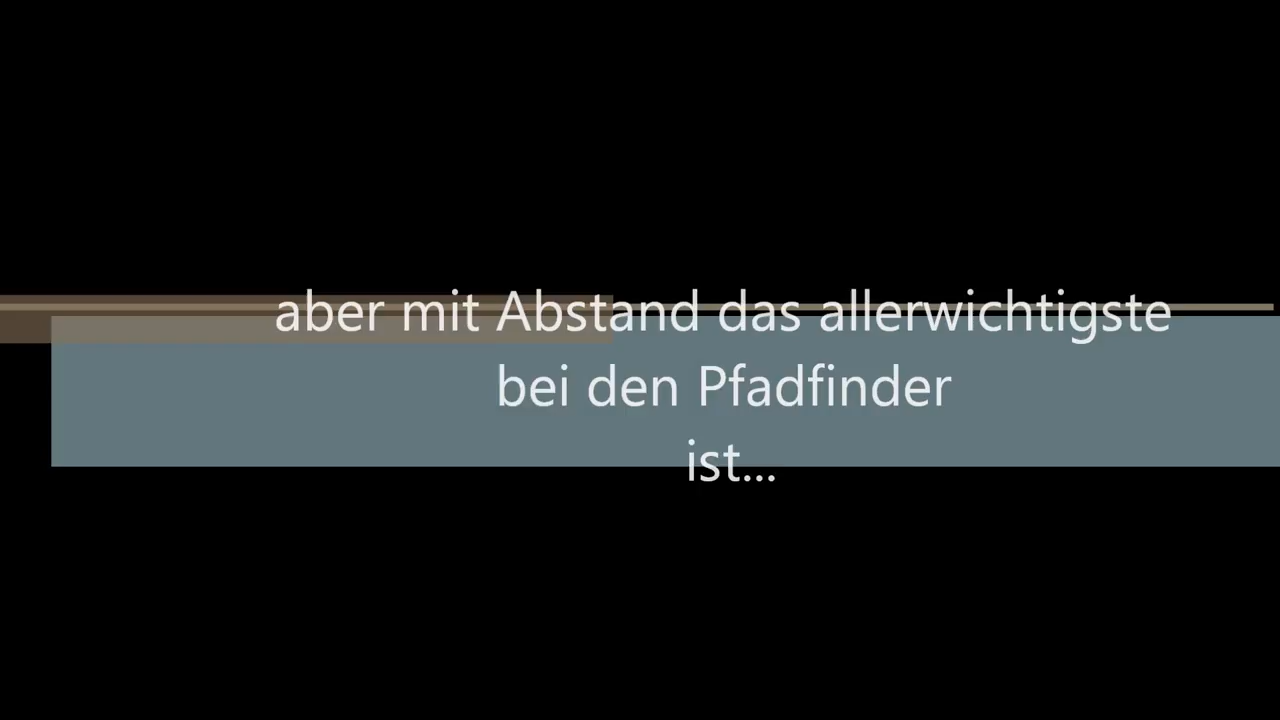 aber mit Abstand das allerwichtigste
bei den Pfadfinder
ist...